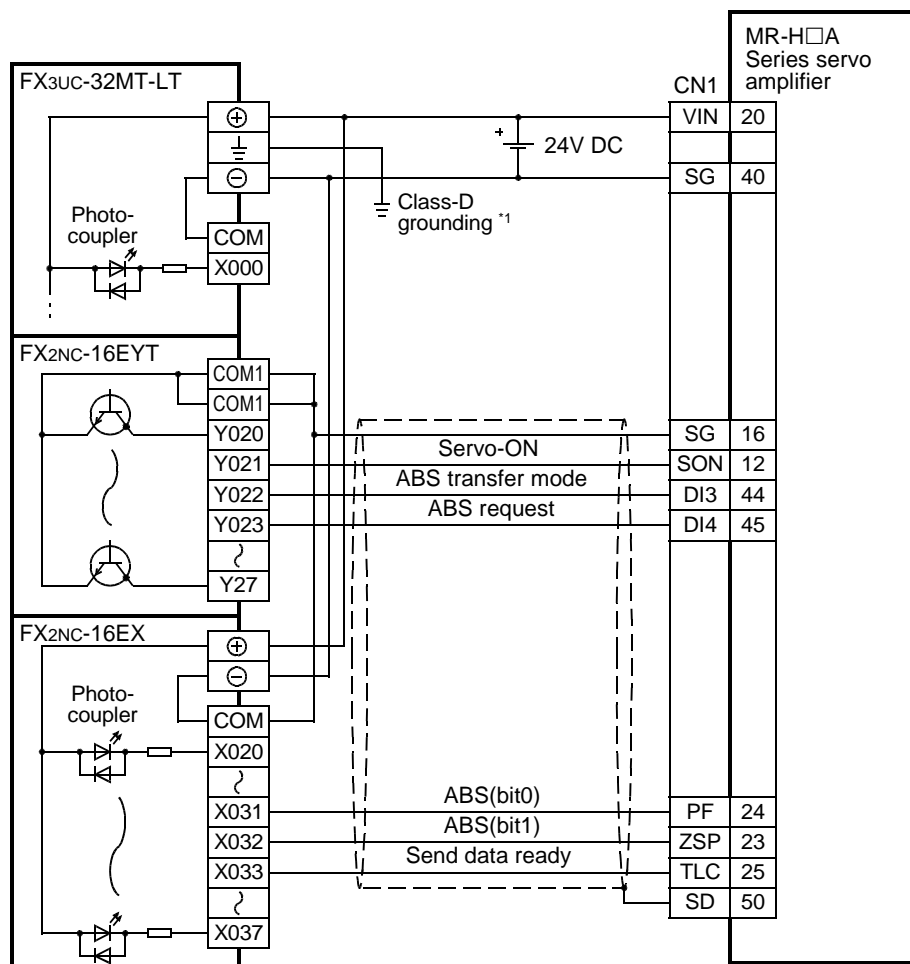 MR-H□A
Series servo
amplifier
FX3UC-32MT-LT
CN1
⊕
VIN 20
+
24V DC
⊖
SG 40
Class-D
grounding *1
Photo-
coupler
COM
X000
FX2NC-16EYT
COM1
COM1
Y020
SG 16
Servo-ON
Y021
SON 12
ABS transfer mode
Y022
DI3 44
ABS request
Y023
DI4 45
Y27
FX2NC-16EX
⊕
⊖
Photo-
coupler
COM
X020
ABS(bit0)
X031
PF 24
ABS(bit1)
X032
ZSP 23
Send data ready
X033
TLC 25
SD 50
X037